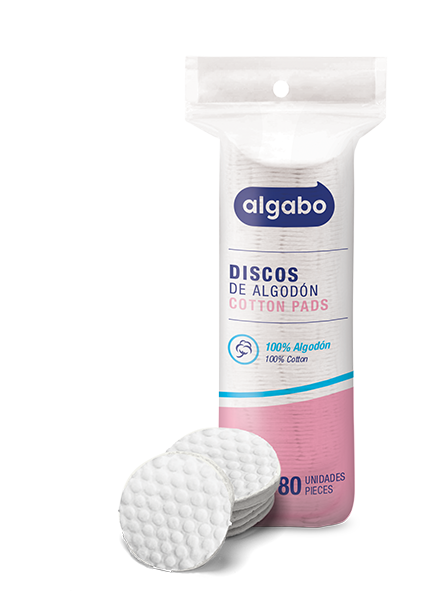 algabo
DISCOS
DE ALGODÓN
COTTON PADS
100% Algodón
100% Cotton
80 UNIDADES
PIECES